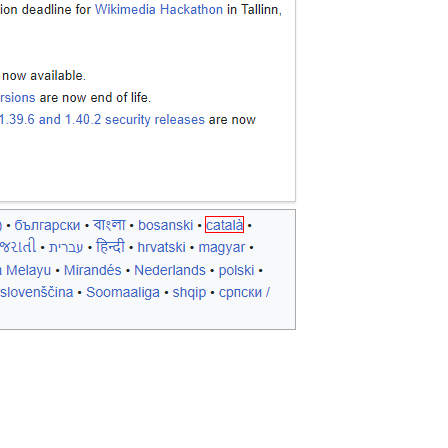 ion deadline for Wikimedia Hackathon in Tallinn,
now available.
rsions are now end of life.
1.39.6 and 1.40.2 security releases are now
) • български • বাংলা • bosanski • català •
જરાતી • עברית • हिन्दी • hrvatski • magyar •
Melayu • Mirandés • Nederlands • polski •
slovenščina • Soomaaliga • shqip • српски /